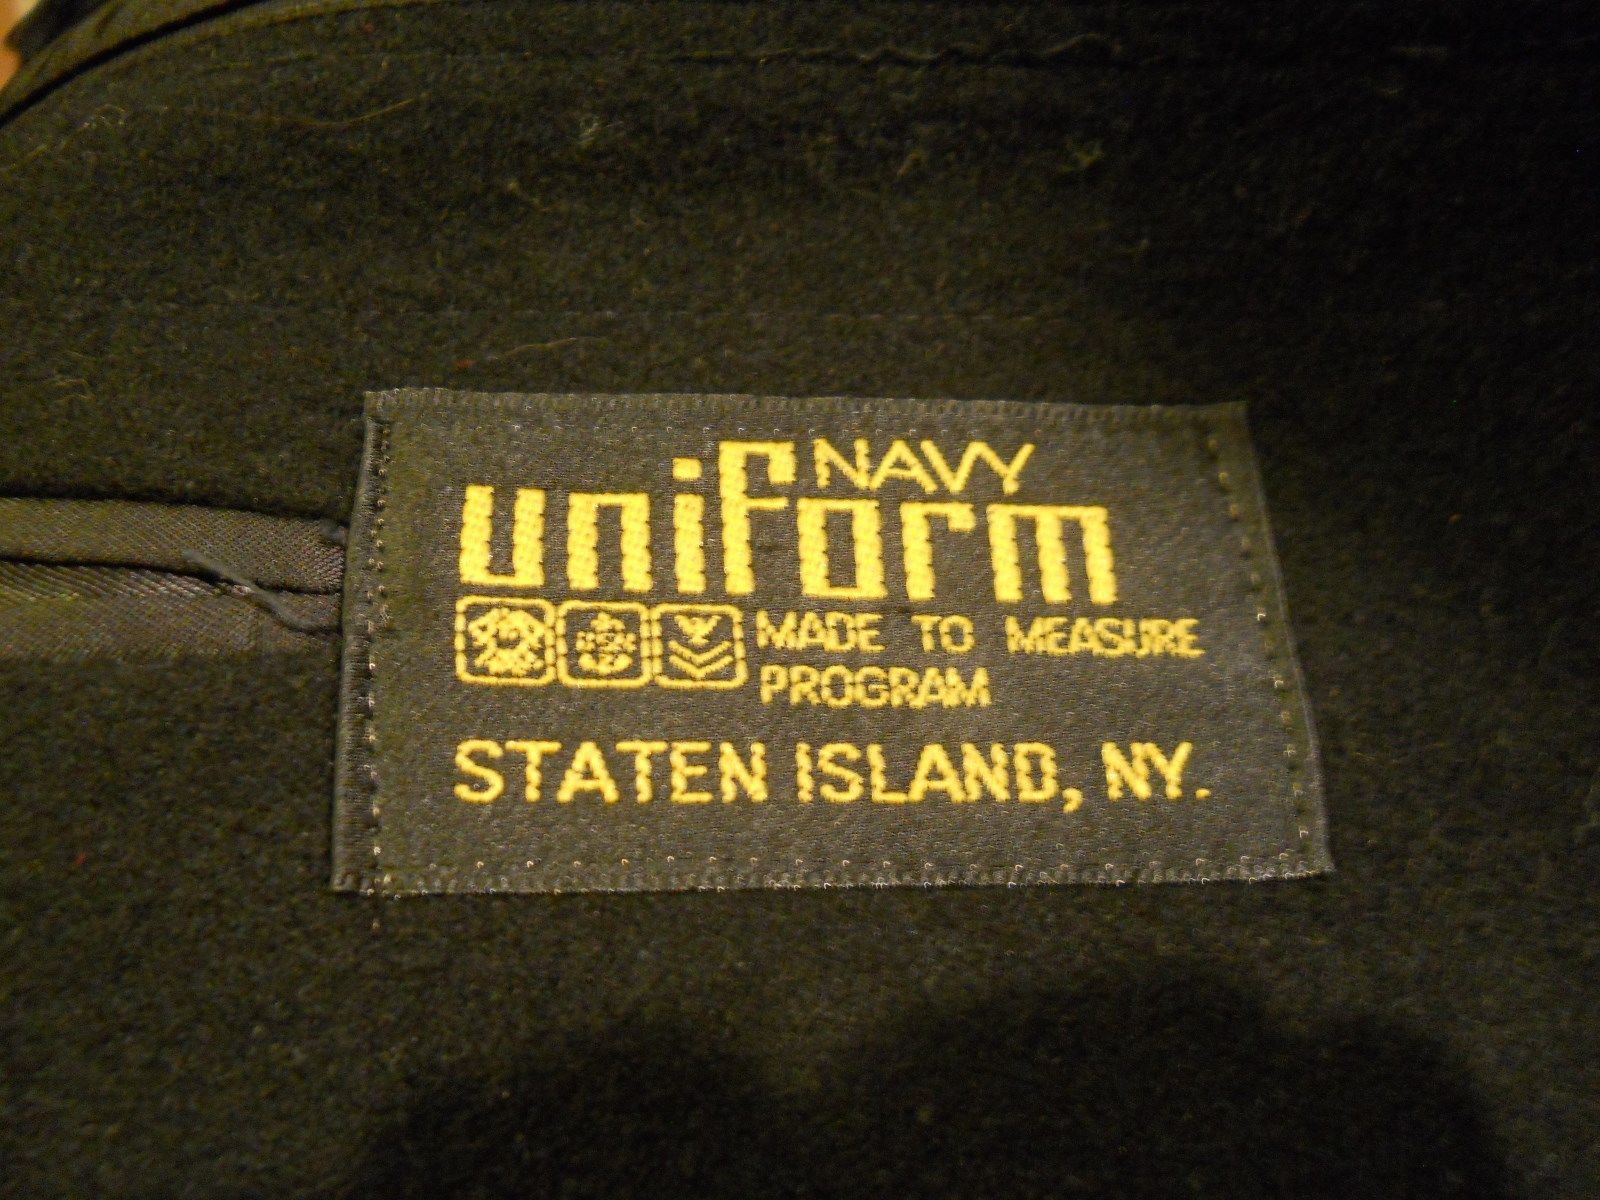 NAVY
uniform
MADE TO MEASURE
PROGRAM
STATEN ISLAND, NY.